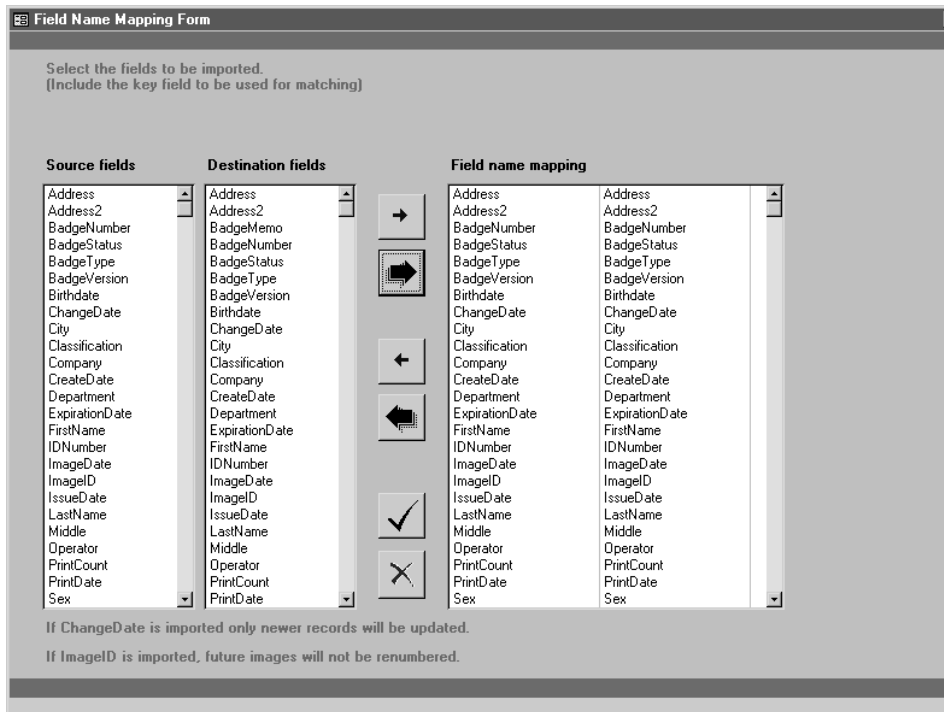 Field Name Mapping Form
Select the fields to be imported.
(Include the key field to be used for matching)
Source fields
Address
Address2
BadgeNumber
BadgeStatus
BadgeType
BadgeVersion
Birthdate
ChangeDate
City
Classification
Company
CreateDate
Department
ExpirationDate
FirstName
IDNumber
ImageDate
ImageID
IssueDate
LastName
Middle
Operator
PrintCount
PrintDate
Sex
Destination fields
Address
Address2
BadgeMemo
BadgeNumber
BadgeStatus
BadgeType
BadgeVersion
Birthdate
ChangeDate
City
Classification
Company
CreateDate
Department
ExpirationDate
FirstName
IDNumber
ImageDate
ImageID
IssueDate
LastName
Middle
Operator
PrintCount
PrintDate
Field name mapping
Address Address
Address2 Address2
BadgeNumber BadgeNumber
BadgeStatus BadgeStatus
BadgeType BadgeType
BadgeVersion BadgeVersion
Birthdate Birthdate
ChangeDate ChangeDate
City City
Classification Classification
Company Company
CreateDate CreateDate
Department Department
ExpirationDate ExpirationDate
FirstName FirstName
IDNumber IDNumber
ImageDate ImageDate
ImageID ImageID
IssueDate IssueDate
LastName LastName
Middle Middle
Operator Operator
PrintCount PrintCount
PrintDate PrintDate
Sex Sex
If ChangeDate is imported only newer records will be updated.
If ImageID is imported, future images will not be renumbered.